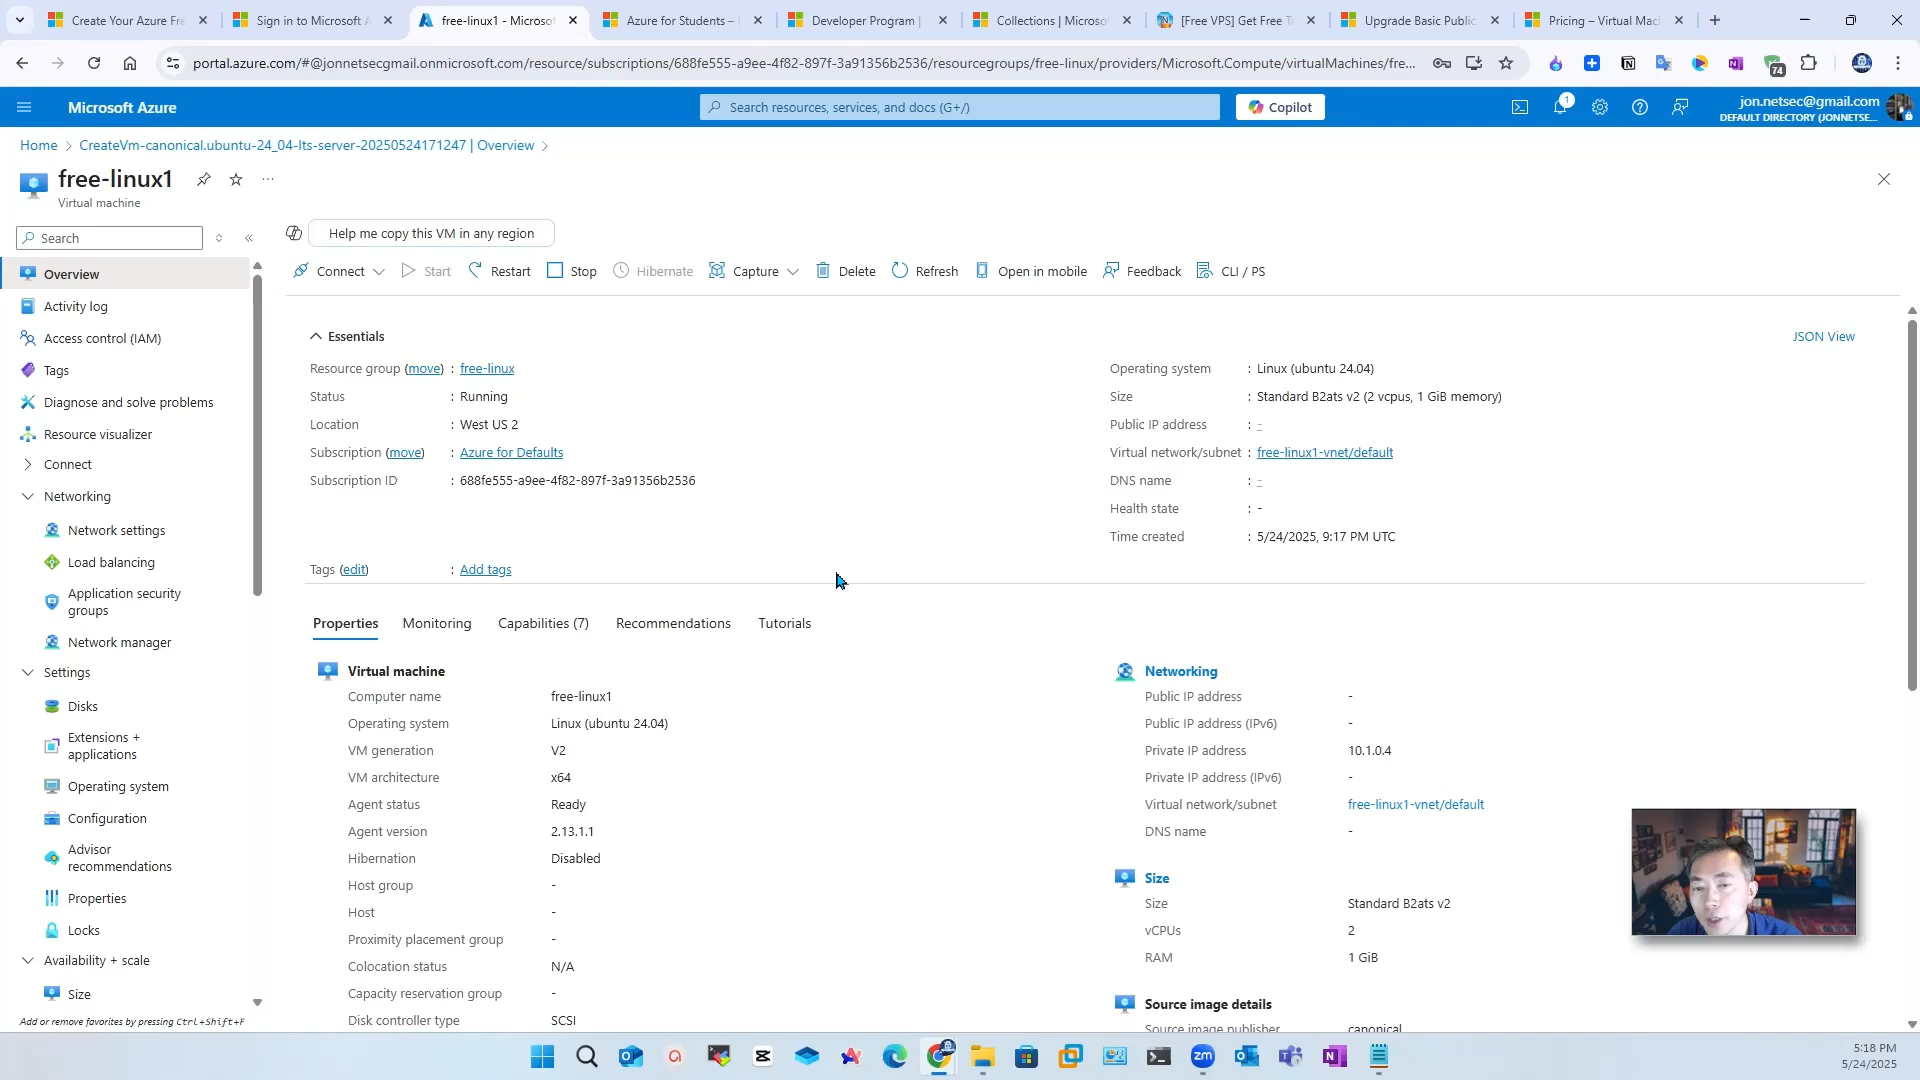 Create Your Azure Fre
Sign in to Microsoft A
free-linux1 - Microsof
Azure for Students –
Developer Program |
Collections | Microso
[Free VPS] Get Free T
Upgrade Basic Public
Pricing – Virtual Mac
portal.azure.com/#@jonnetsecgmail.onmicrosoft.com/resource/subscriptions/688fe555-a9ee-4f82-897f-3a91356b2536/resourcegroups/free-linux/providers/Microsoft.Compute/virtualMachines/fre...
74
Microsoft Azure
Search resources, services, and docs (G+/)
Copilot
1
jon.netsec@gmail.com
DEFAULT DIRECTORY (JONNETSE...
Home > CreateVm-canonical.ubuntu-24_04-lts-server-20250524171247 | Overview >
free-linux1
Virtual machine
Search
Help me copy this VM in any region
Connect
Start
Restart
Stop
Hibernate
Capture
Delete
Refresh
Open in mobile
Feedback
CLI / PS
Overview
Activity log
Access control (IAM)
Tags
Diagnose and solve problems
Resource visualizer
Connect
Networking
Network settings
Load balancing
Application security
groups
Network manager
Settings
Disks
Extensions +
applications
Operating system
Configuration
Advisor
recommendations
Properties
Locks
Availability + scale
Size
Add or remove favorites by pressing Ctrl+Shift+F
Essentials
JSON View
Resource group (move) : free-linux
Status : Running
Location : West US 2
Subscription (move) : Azure for Defaults
Subscription ID : 688fe555-a9ee-4f82-897f-3a91356b2536
Operating system : Linux (ubuntu 24.04)
Size : Standard B2ats v2 (2 vcpus, 1 GiB memory)
Public IP address : -
Virtual network/subnet : free-linux1-vnet/default
DNS name : -
Health state : -
Time created : 5/24/2025, 9:17 PM UTC
Tags (edit) : Add tags
Properties
Monitoring
Capabilities (7)
Recommendations
Tutorials
Virtual machine
Computer name free-linux1
Operating system Linux (ubuntu 24.04)
VM generation V2
VM architecture x64
Agent status Ready
Agent version 2.13.1.1
Hibernation Disabled
Host group -
Host -
Proximity placement group -
Colocation status N/A
Capacity reservation group -
Disk controller type SCSI
Networking
Public IP address -
Public IP address (IPv6) -
Private IP address 10.1.0.4
Private IP address (IPv6) -
Virtual network/subnet free-linux1-vnet/default
DNS name -
Size
Size Standard B2ats v2
vCPUs 2
RAM 1 GiB
Source image details
Source image publisher canonical
zm
5:18 PM
5/24/2025